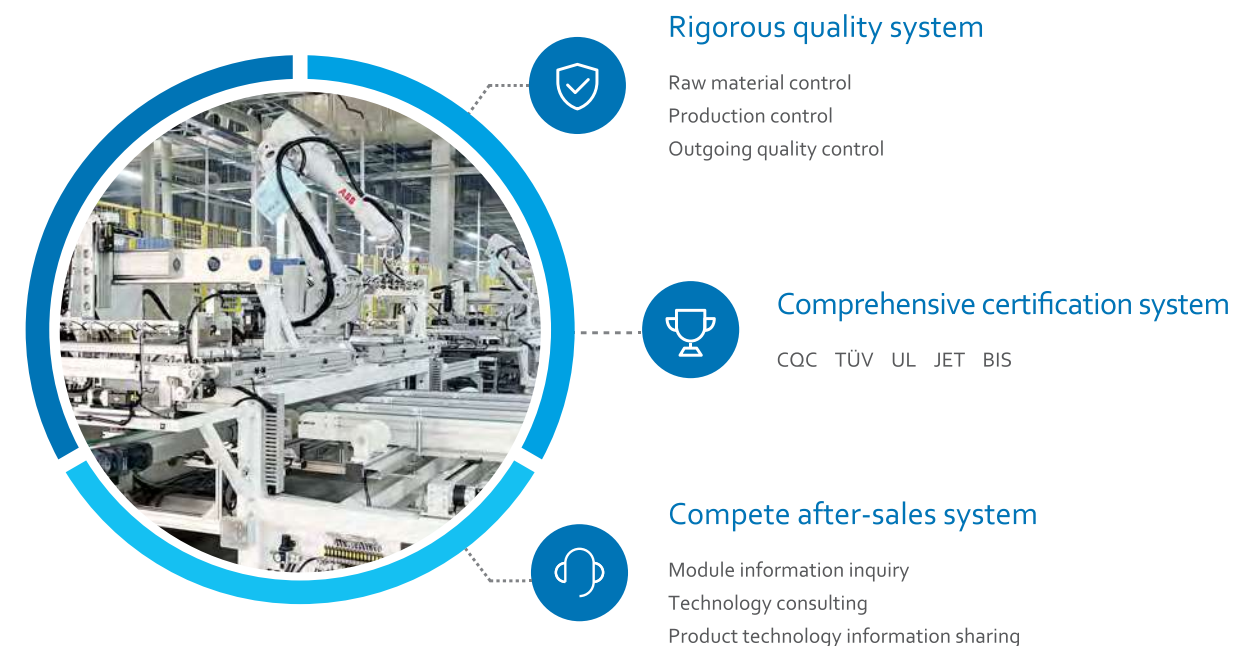 Rigorous quality system
Raw material control
Production control
Outgoing quality control
ABB
Comprehensive certification system
CQC TÜV UL JET BIS
Compete after-sales system
Module information inquiry
Technology consulting
Product technology information sharing